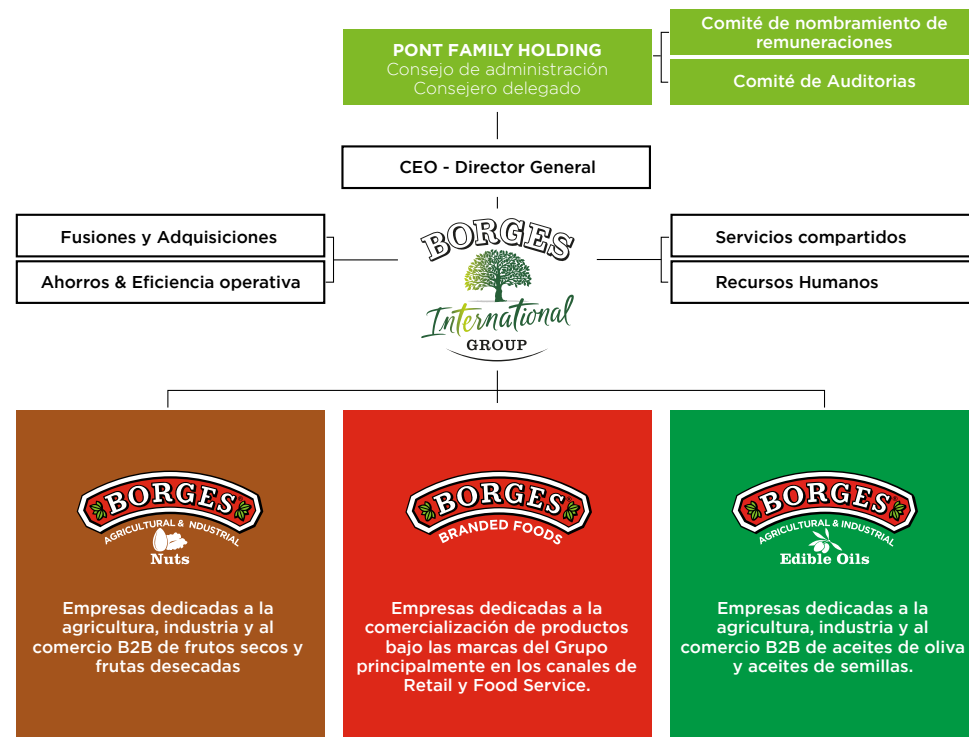 PONT FAMILY HOLDING
Consejo de administración
Consejero delegado
Comité de nombramiento de
remuneraciones
Comité de Auditorias
CEO - Director General
Fusiones y Adquisiciones
Ahorros & Eficiencia operativa
BORGES
International
GROUP
Servicios compartidos
Recursos Humanos
BORGES
AGRICULTURAL & NDUSTRIAL
Nuts
Empresas dedicadas a la
agricultura, industria y al
comercio B2B de frutos secos y
frutas desecadas
BORGES
BRANDED FOODS
Empresas dedicadas a la
comercialización de productos
bajo las marcas del Grupo
principalmente en los canales de
Retail y Food Service.
BORGES
AGRICULTURAL & INDUSTRIAL
Edible Oils
Empresas dedicadas a la
agricultura, industria y al
comercio B2B de aceites de oliva
y aceites de semillas.